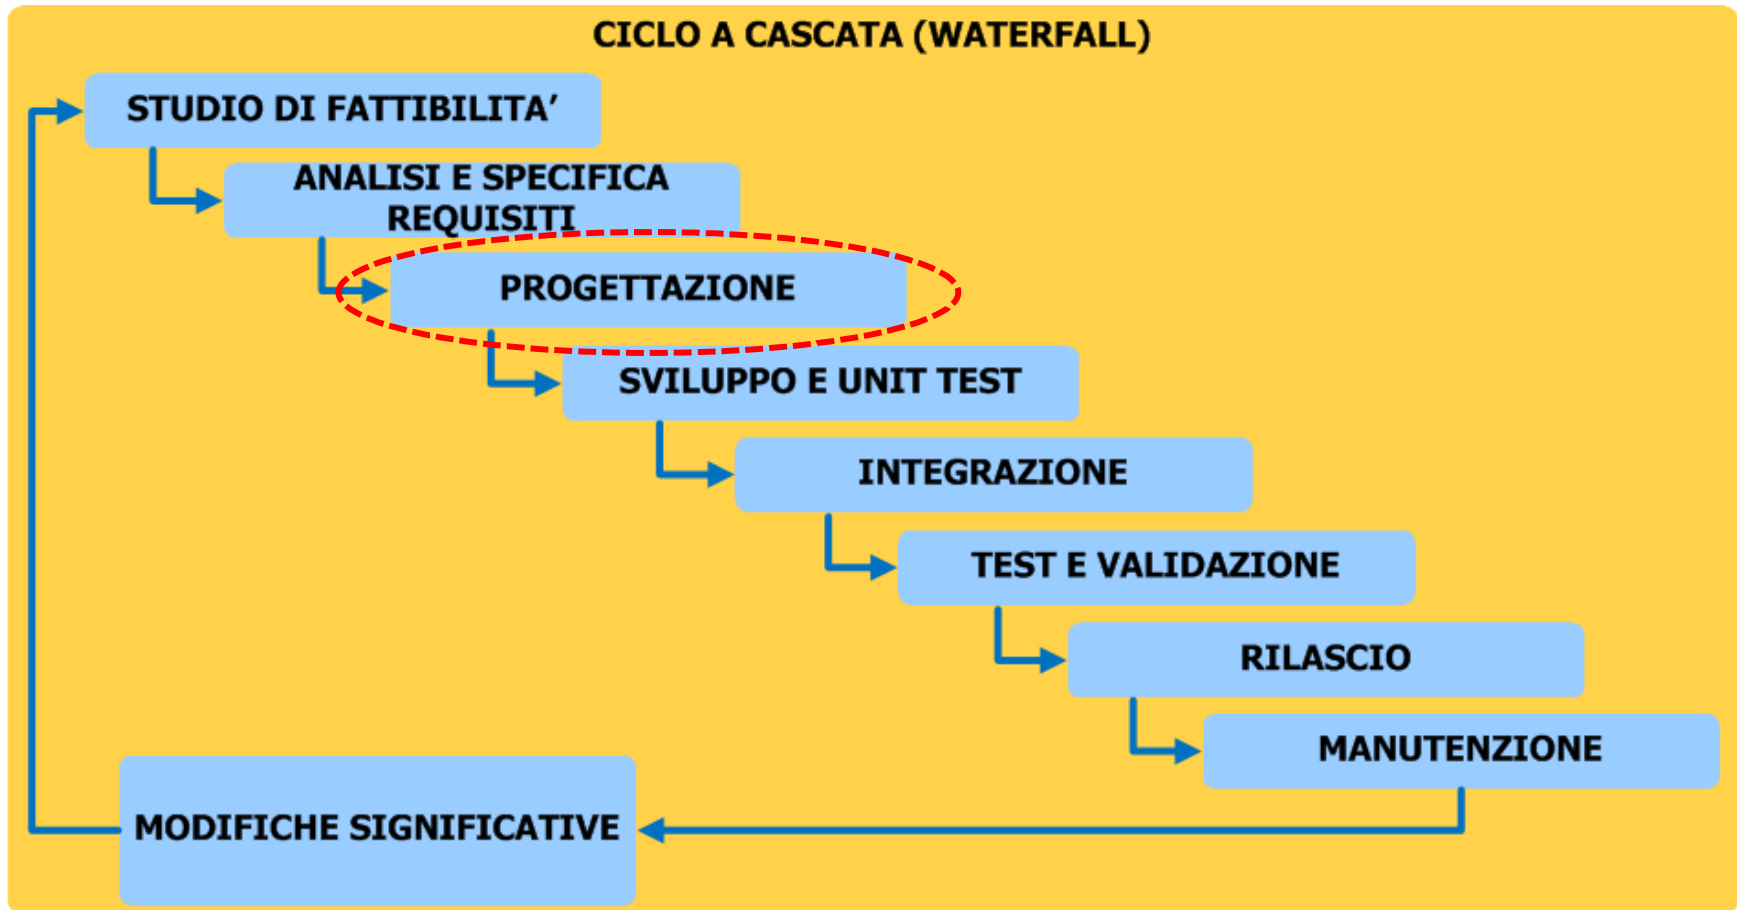 CICLO A CASCATA (WATERFALL)
STUDIO DI FATTIBILITA’
ANALISI E SPECIFICA
REQUISITI
PROGETTAZIONE
SVILUPPO E UNIT TEST
INTEGRAZIONE
TEST E VALIDAZIONE
RILASCIO
MANUTENZIONE
MODIFICHE SIGNIFICATIVE